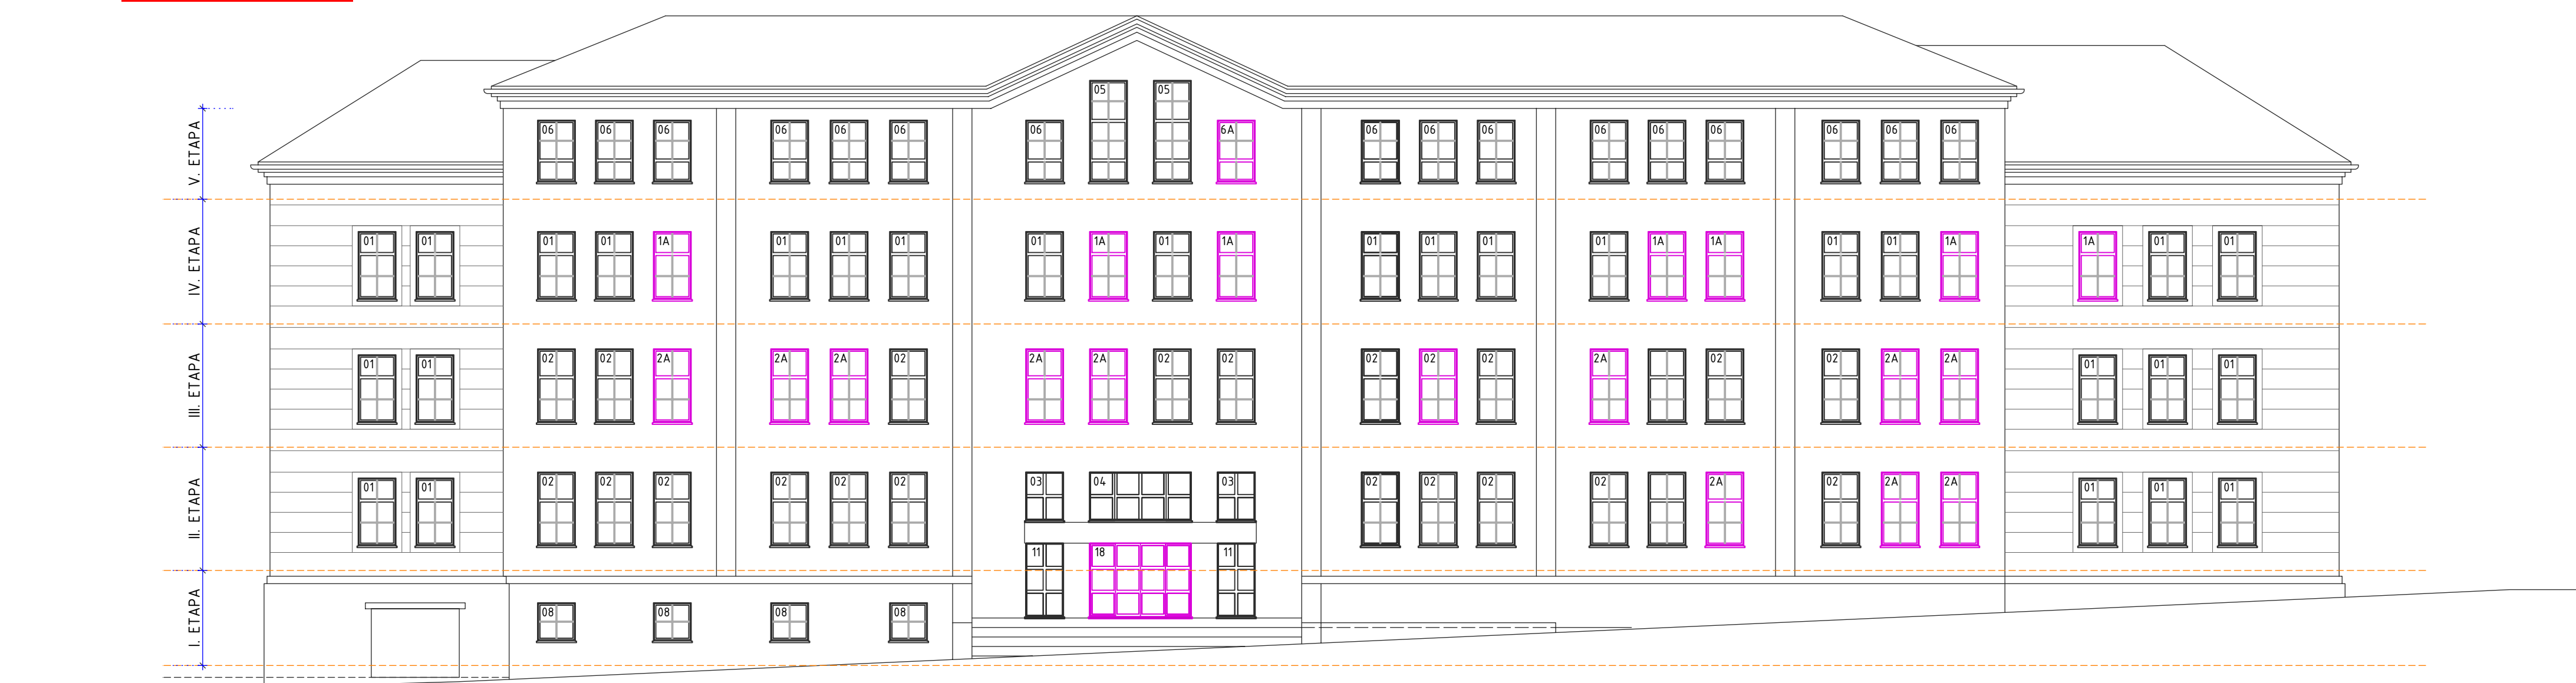 05 05
V. ETAPA
06 06 06 06 06 06 06 6A 06 06 06 06 06 06 06 06 06
IV. ETAPA
01 01 01 01 1A 01 01 01 01 1A 01 1A 01 01 01 01 1A 1A 01 01 1A 1A 01 01
III. ETAPA
01 01 02 02 2A 2A 2A 02 2A 2A 02 02 02 02 02 2A 02 02 2A 2A 01 01 01
II. ETAPA
01 01 02 02 02 02 02 02 03 04 03 02 02 02 02 2A 02 2A 2A 01 01 01
11 18 11
I. ETAPA
08 08 08 08